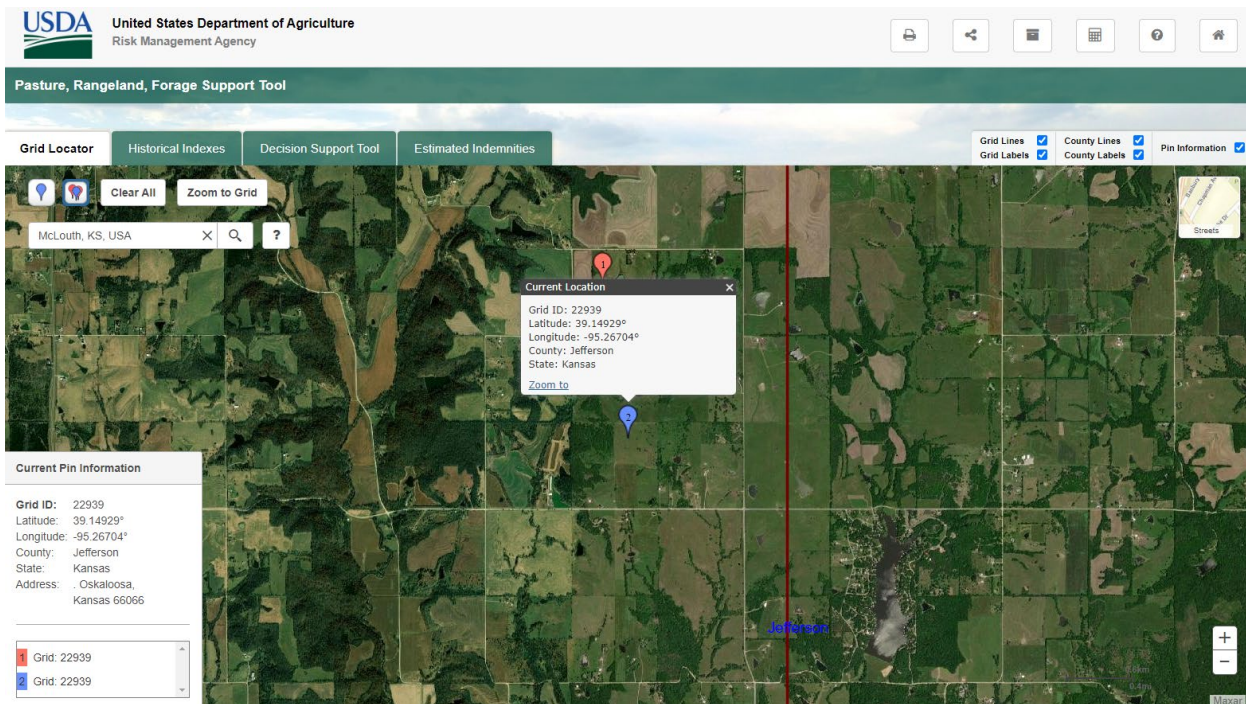 USDA
United States Department of Agriculture
Risk Management Agency
Pasture, Rangeland, Forage Support Tool
Grid Locator
Historical Indexes
Decision Support Tool
Estimated Indemnities
Grid Lines
County Lines
Pin Information
Grid Labels
County Labels
Clear All
Zoom to Grid
McLouth, KS, USA
?
Streets
1
Current Location
Grid ID: 22939
Latitude: 39.14929°
Longitude: -95.26704°
County: Jefferson
State: Kansas
Zoom to
2
Current Pin Information
Grid ID: 22939
Latitude: 39.14929°
Longitude: -95.26704°
County: Jefferson
State: Kansas
Address: . Oskaloosa,
Kansas 66066
1 Grid: 22939
2 Grid: 22939
Jefferson
+
−
0.4mi
Maxar